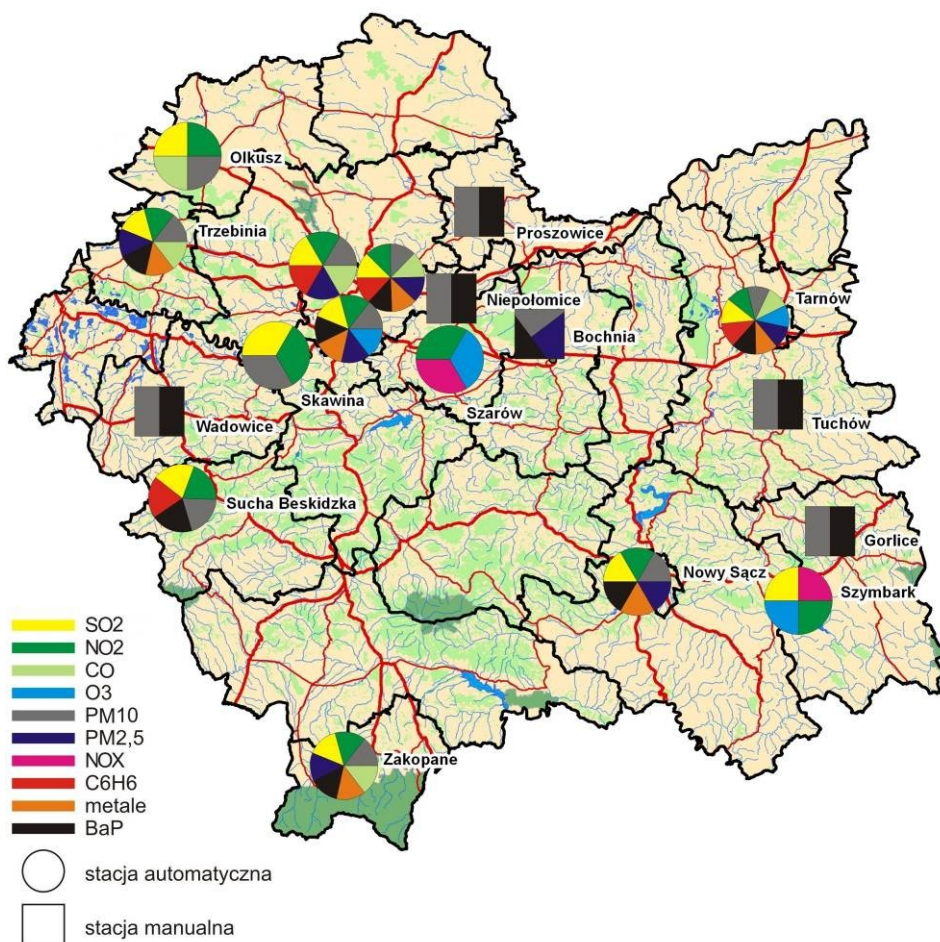 Olkusz
Trzebinia
Proszowice
Niepołomice
Tarnów
Bochnia
Skawina
Szarów
Wadowice
Tuchów
Sucha Beskidzka
Gorlice
Nowy Sącz
Szymbark
Zakopane
SO2
NO2
CO
O3
PM10
PM2,5
NOX
C6H6
metale
BaP
stacja automatyczna
stacja manualna